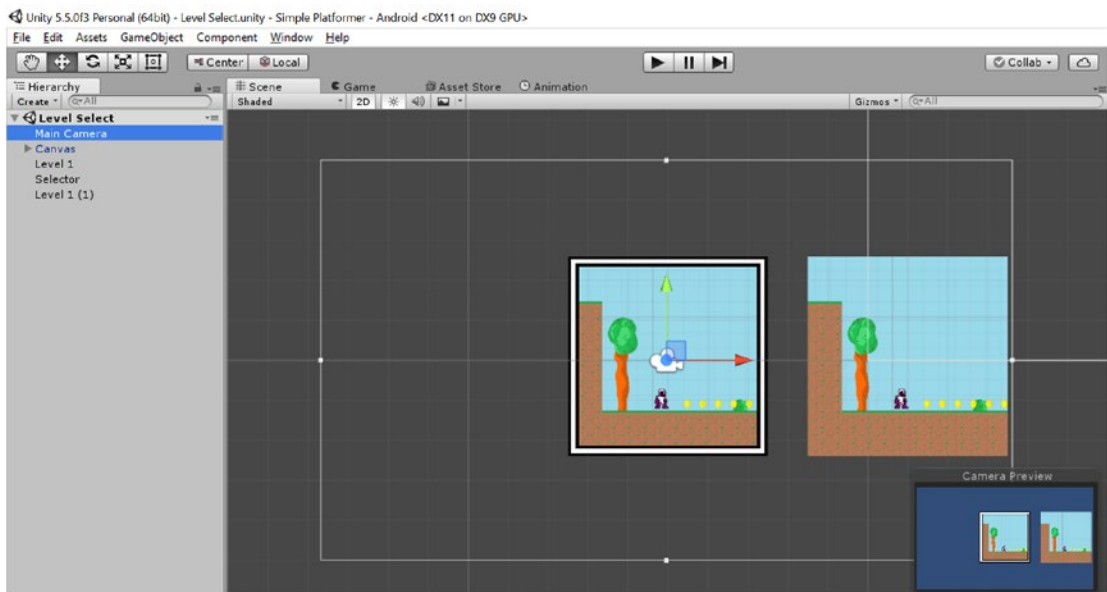 Unity 5.5.0f3 Personal (64bit) - Level Select.unity - Simple Platformer - Android <DX11 on DX9 GPU>
File Edit Assets GameObject Component Window Help
Center Local Collab
Hierarchy Scene Game Asset Store Animation
Create All Shaded 2D Gizmos All
Level Select
Main Camera
Canvas
Level 1
Selector
Level 1 (1)
Camera Preview